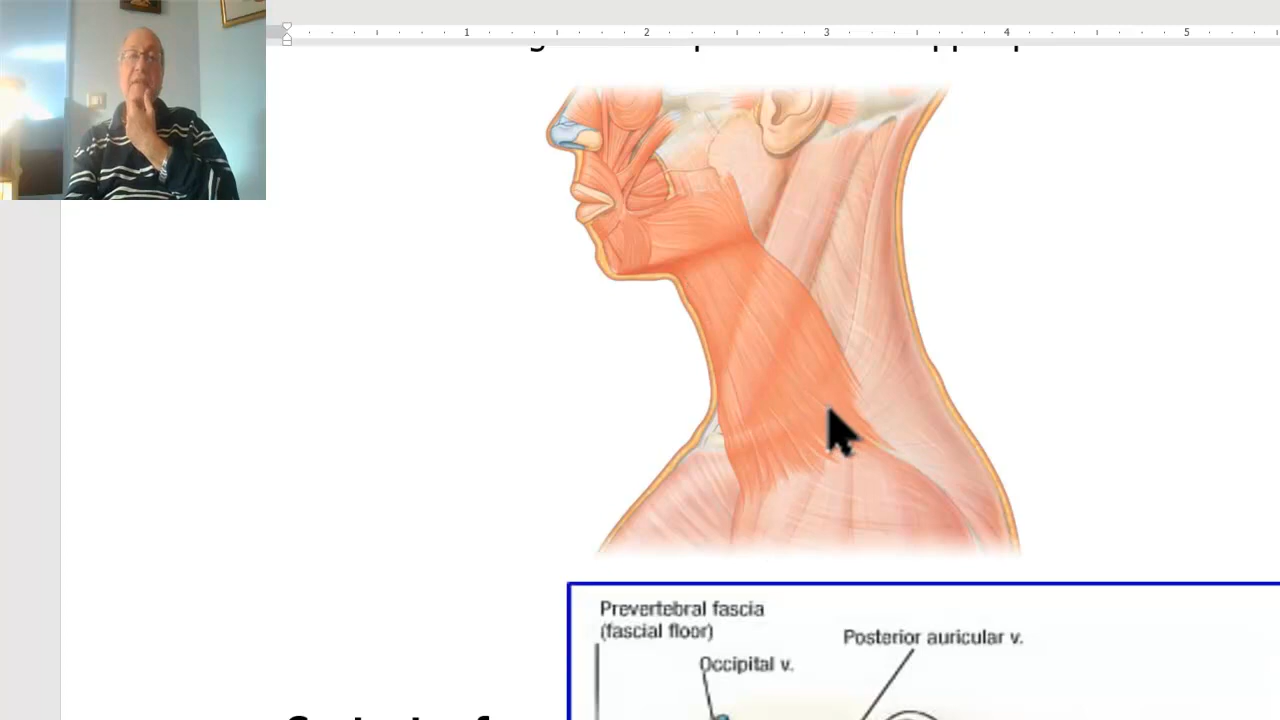 1 2 3 4 5
Prevertebral fascia
(fascial floor)
Posterior auricular v.
Occipital v.